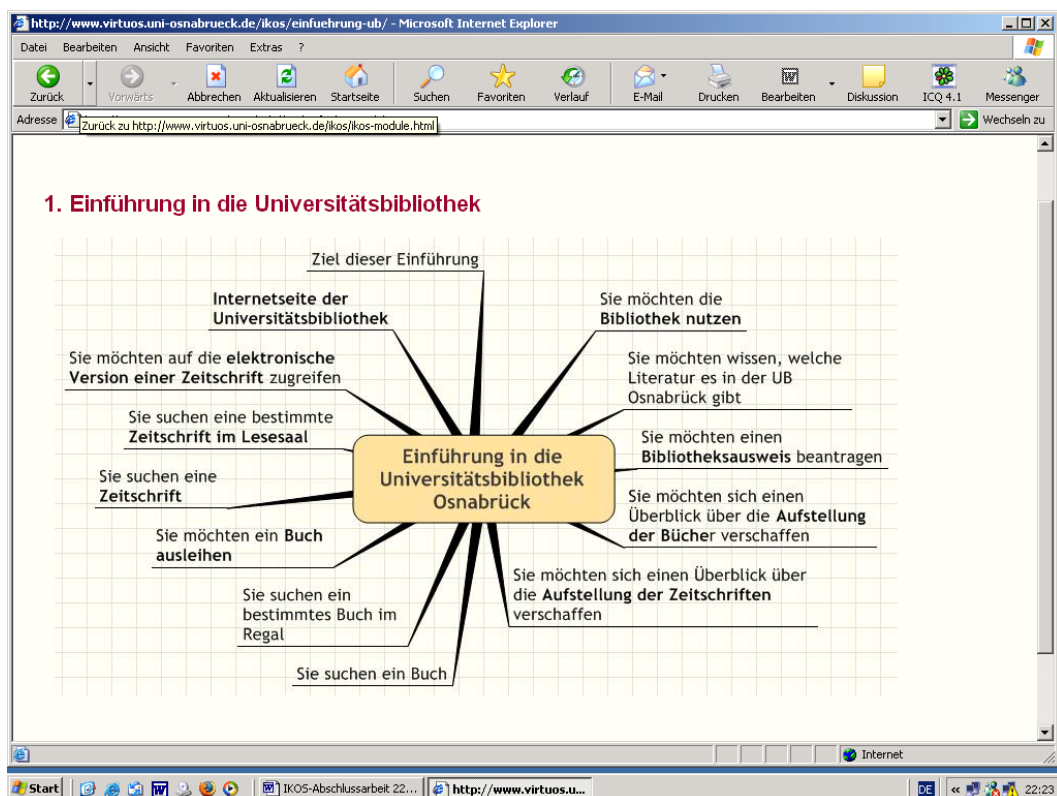 http://www.virtuos.uni-osnabrueck.de/ikos/einfuehrung-ub/ - Microsoft Internet Explorer
Datei Bearbeiten Ansicht Favoriten Extras ?
Zurück Vorwärts Abbrechen Aktualisieren Startseite Suchen Favoriten Verlauf E-Mail Drucken Bearbeiten Diskussion ICQ 4.1 Messenger
Adresse Wechseln zu
Zurück zu http://www.virtuos.uni-osnabrueck.de/ikos/ikos-module.html
1. Einführung in die Universitätsbibliothek
Ziel dieser Einführung
Internetseite der
Universitätsbibliothek
Sie möchten auf die elektronische
Version einer Zeitschrift zugreifen
Sie suchen eine bestimmte
Zeitschrift im Lesesaal
Sie suchen eine
Zeitschrift
Sie möchten ein Buch
ausleihen
Sie suchen ein
bestimmtes Buch im
Regal
Sie suchen ein Buch
Einführung in die
Universitätsbibliothek
Osnabrück
Sie möchten die
Bibliothek nutzen
Sie möchten wissen, welche
Literatur es in der UB
Osnabrück gibt
Sie möchten einen
Bibliotheksausweis beantragen
Sie möchten sich einen
Überblick über die Aufstellung
der Bücher verschaffen
Sie möchten sich einen Überblick über
die Aufstellung der Zeitschriften
verschaffen
Internet
Start IKOS-Abschlussarbeit 22... http://www.virtuos.u... DE « 22:23